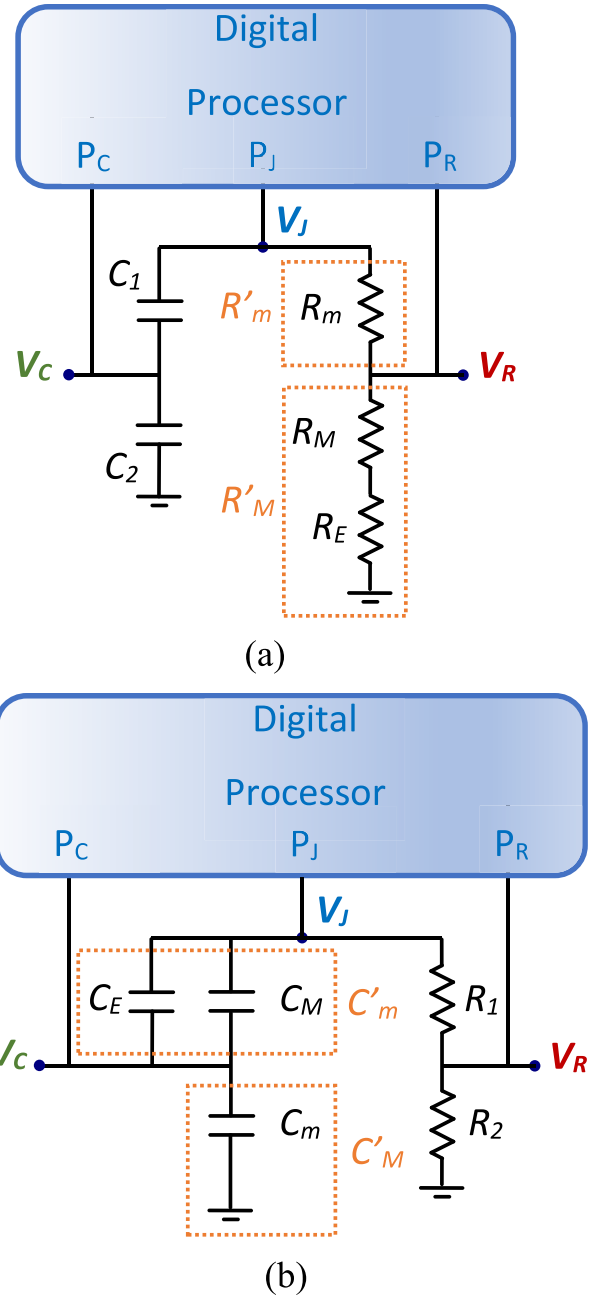 Digital
Processor
P_C P_J P_R
V_J
C_1 R'_m R_m
V_C V_R
R_M
C_2 R'_M
R_E
(a)
Digital
Processor
P_C P_J P_R
V_J
C_E C_M C'_m R_1
V_C V_R
C_m R_2
C'_M
(b)